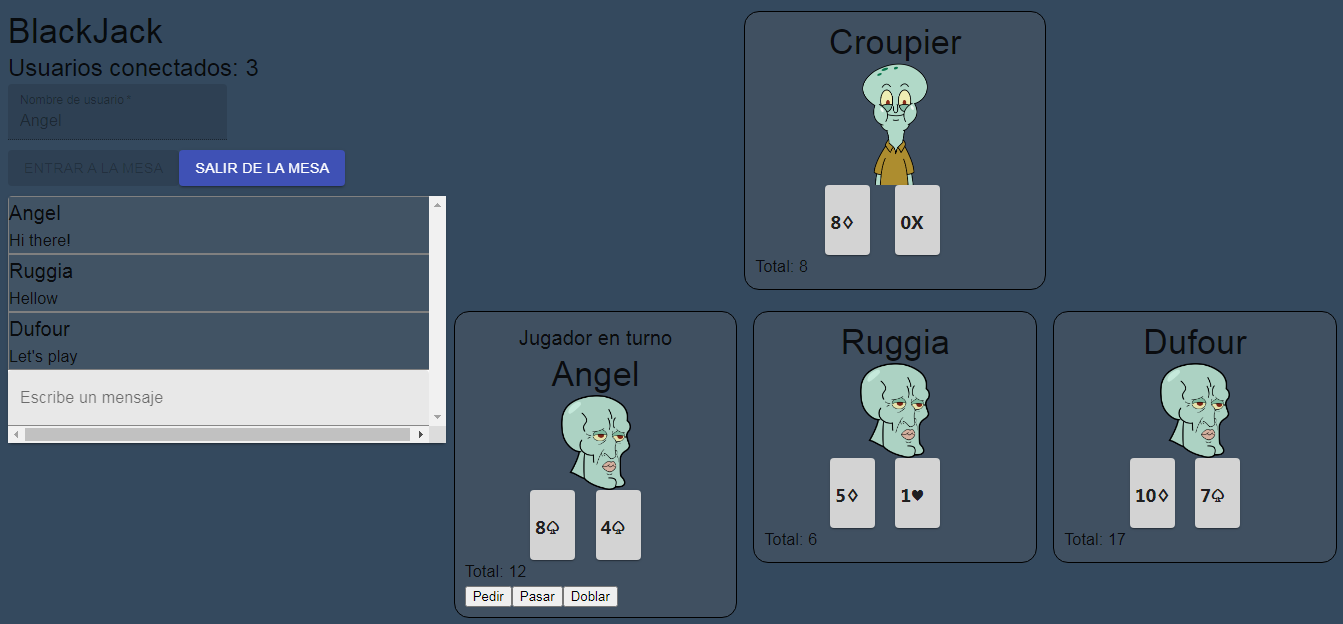 BlackJack
Usuarios conectados: 3
Nombre de usuario *
Angel
ENTRAR A LA MESA
SALIR DE LA MESA
Angel
Hi there!
Ruggia
Hellow
Dufour
Let's play
Escribe un mensaje
Croupier
8♢ 0X
Total: 8
Jugador en turno
Angel
8♤ 4♤
Total: 12
Pedir Pasar Doblar
Ruggia
5♢ 1♥
Total: 6
Dufour
10♢ 7♤
Total: 17